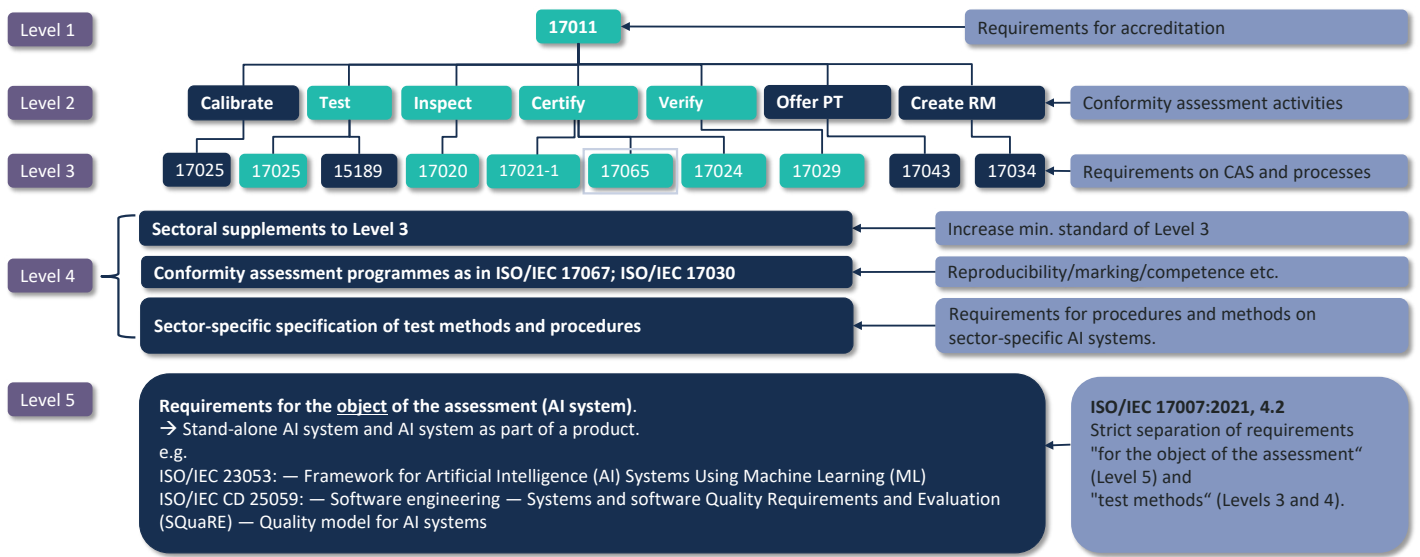 Level 1
17011
Requirements for accreditation
Level 2
Calibrate
Test
Inspect
Certify
Verify
Offer PT
Create RM
Conformity assessment activities
Level 3
17025
17025
15189
17020
17021-1
17065
17024
17029
17043
17034
Requirements on CAS and processes
Level 4
Sectoral supplements to Level 3
Increase min. standard of Level 3
Conformity assessment programmes as in ISO/IEC 17067; ISO/IEC 17030
Reproducibility/marking/competence etc.
Sector-specific specification of test methods and procedures
Requirements for procedures and methods on
sector-specific AI systems.
Level 5
Requirements for the object of the assessment (AI system).
→ Stand-alone AI system and AI system as part of a product.
e.g.
ISO/IEC 23053: — Framework for Artificial Intelligence (AI) Systems Using Machine Learning (ML)
ISO/IEC CD 25059: — Software engineering — Systems and software Quality Requirements and Evaluation
(SQuaRE) — Quality model for AI systems
ISO/IEC 17007:2021, 4.2
Strict separation of requirements
"for the object of the assessment“
(Level 5) and
"test methods“ (Levels 3 and 4).